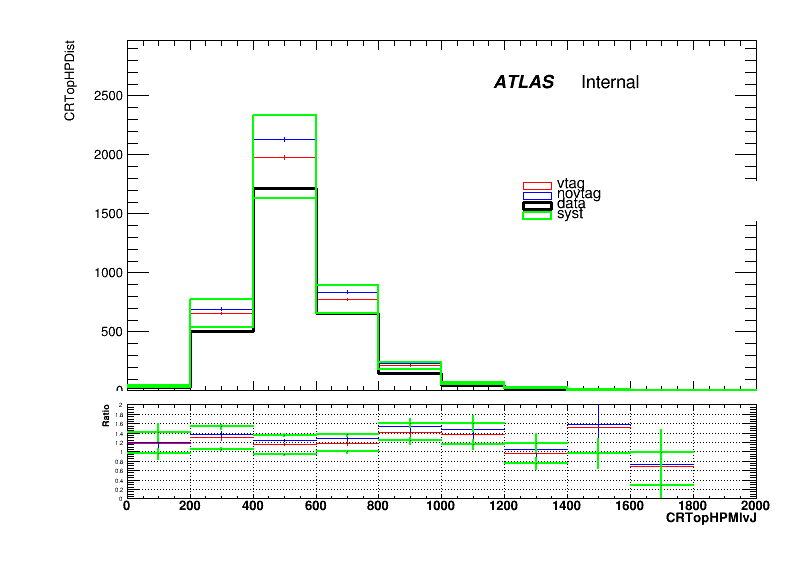 CRTopHPDist
2500
2000
1500
1000
500
0
ATLAS Internal
vtag
novtag
data
syst
Ratio
2
1.8
1.6
1.4
1.2
1
0.8
0.6
0.4
0.2
0
0 200 400 600 800 1000 1200 1400 1600 1800 2000
CRTopHPMlvJ